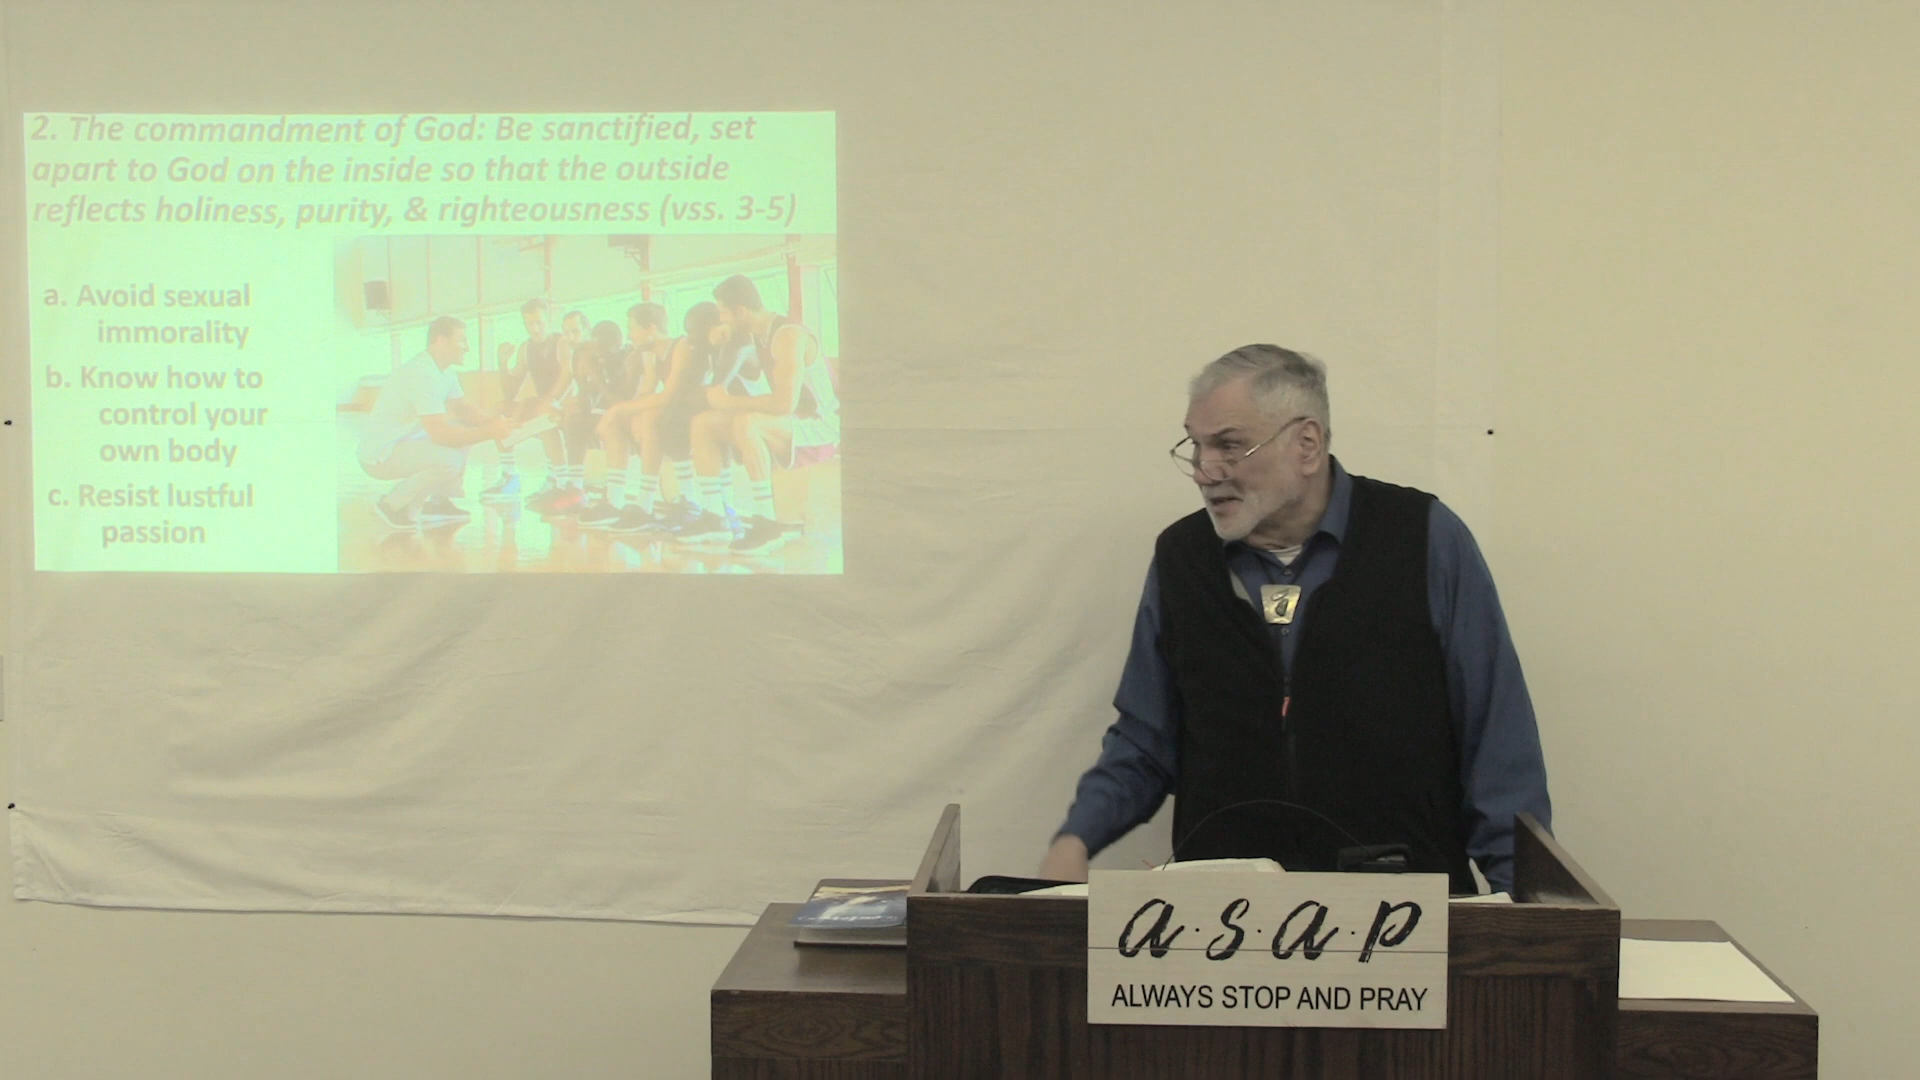 2. The commandment of God: Be sanctified, set
apart to God on the inside so that the outside
reflects holiness, purity, & righteousness (vss. 3-5)
a. Avoid sexual
immorality
b. Know how to
control your
own body
c. Resist lustful
passion
a.s.a.p
ALWAYS STOP AND PRAY